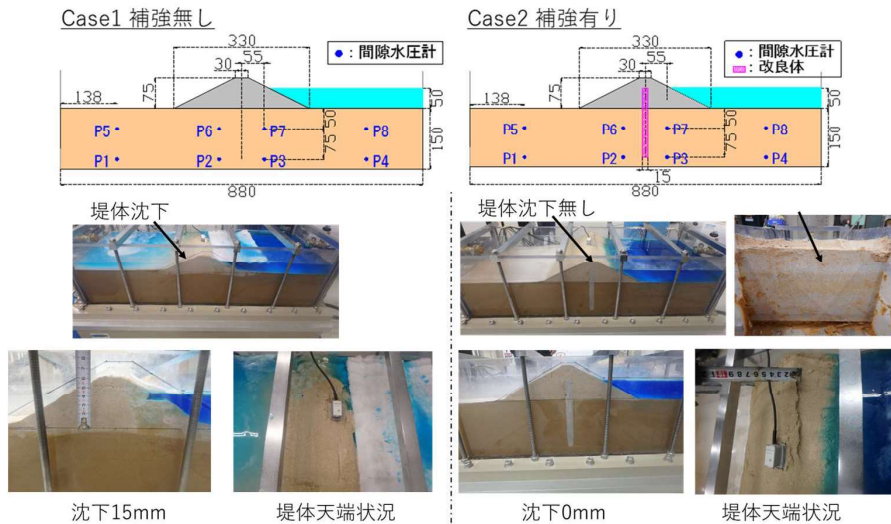 Case1 補強無し
330
55
30
●：間隙水圧計
75
138
50
50
75
150
P5
P6
P7
P8
P1
P2
P3
P4
880
堤体沈下
沈下15mm
堤体天端状況
Case2 補強有り
330
55
30
●：間隙水圧計
：改良体
75
138
50
50
75
150
P5
P6
P7
P8
P1
P2
P3
P4
15
880
堤体沈下無し
沈下0mm
堤体天端状況